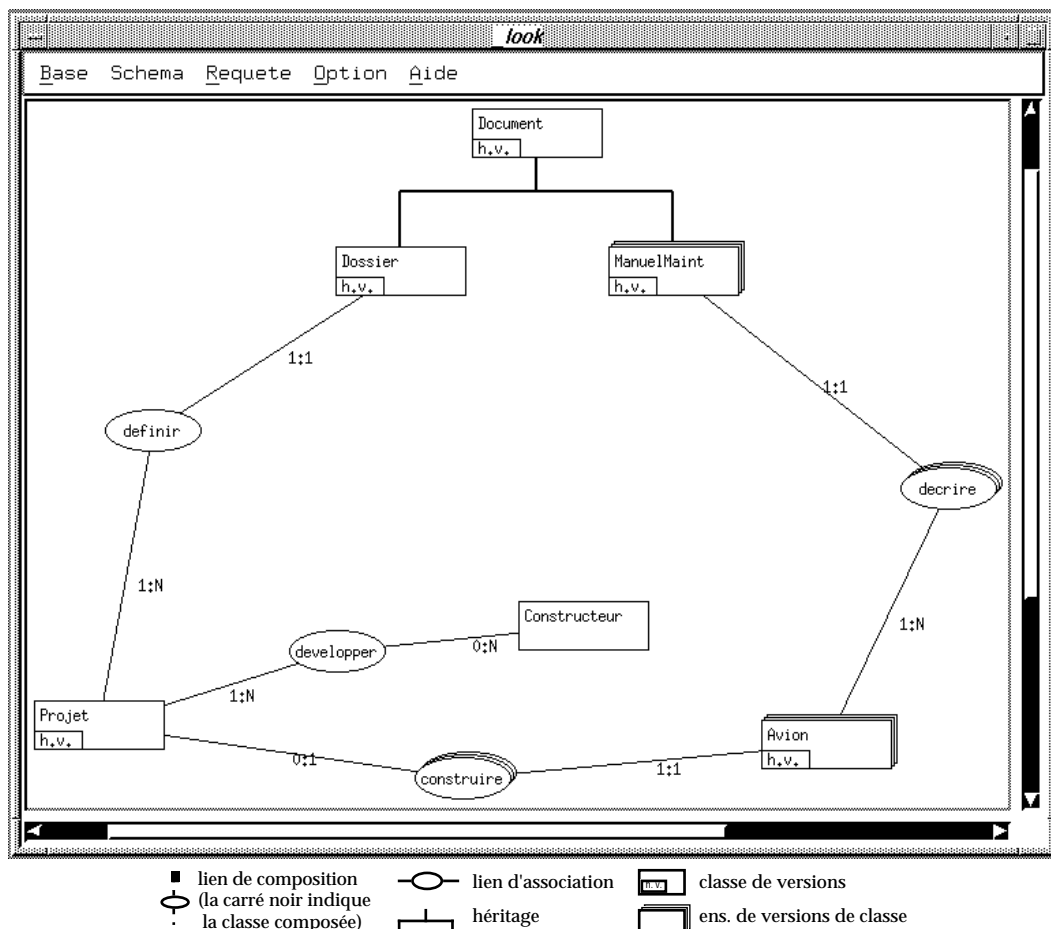 _look
Base Schema Requete Option Aide
Document
h.v.
Dossier
h.v.
ManuelMaint
h.v.
1:1
1:1
definir
decrire
1:N
1:N
Constructeur
developper
0:N
1:N
Projet
h.v.
Avion
h.v.
0:1
construire
1:1
lien de composition
(la carré noir indique
la classe composée)
lien d'association
héritage
h.v.
classe de versions
ens. de versions de classe